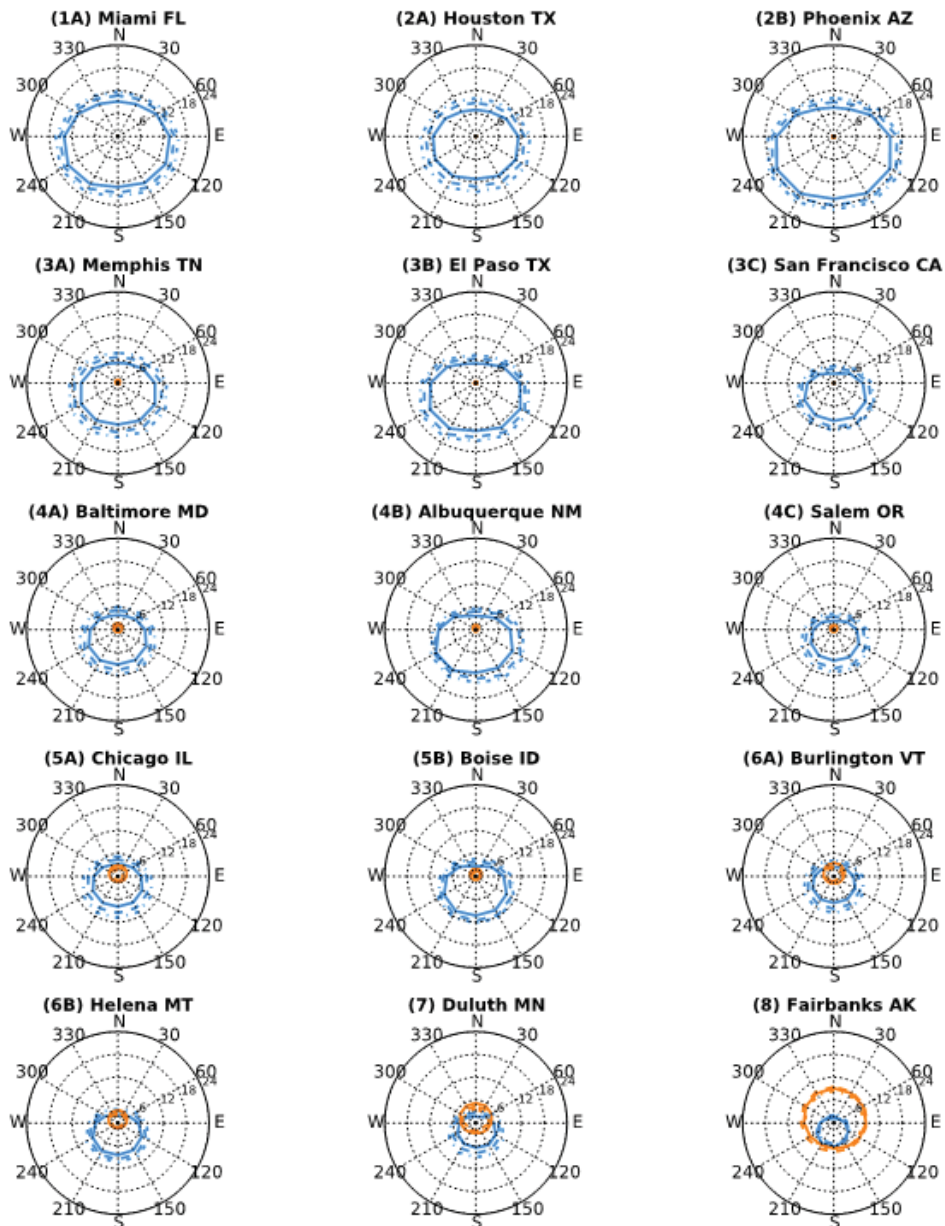 (1A) Miami FL
N
330 30
300 60
6 12 18 24
W E
240 120
210 150
S
(2A) Houston TX
N
330 30
300 60
6 12 18 24
W E
240 120
210 150
S
(2B) Phoenix AZ
N
330 30
300 60
6 12 18 24
W E
240 120
210 150
S
(3A) Memphis TN
N
330 30
300 60
6 12 18 24
W E
240 120
210 150
S
(3B) El Paso TX
N
330 30
300 60
6 12 18 24
W E
240 120
210 150
S
(3C) San Francisco CA
N
330 30
300 60
6 12 18 24
W E
240 120
210 150
S
(4A) Baltimore MD
N
330 30
300 60
6 12 18 24
W E
240 120
210 150
S
(4B) Albuquerque NM
N
330 30
300 60
6 12 18 24
W E
240 120
210 150
S
(4C) Salem OR
N
330 30
300 60
6 12 18 24
W E
240 120
210 150
S
(5A) Chicago IL
N
330 30
300 60
6 12 18 24
W E
240 120
210 150
S
(5B) Boise ID
N
330 30
300 60
6 12 18 24
W E
240 120
210 150
S
(6A) Burlington VT
N
330 30
300 60
6 12 18 24
W E
240 120
210 150
S
(6B) Helena MT
N
330 30
300 60
6 12 18 24
W E
240 120
210 150
S
(7) Duluth MN
N
330 30
300 60
6 12 18 24
W E
240 120
210 150
S
(8) Fairbanks AK
N
330 30
300 60
6 12 18 24
W E
240 120
210 150
S